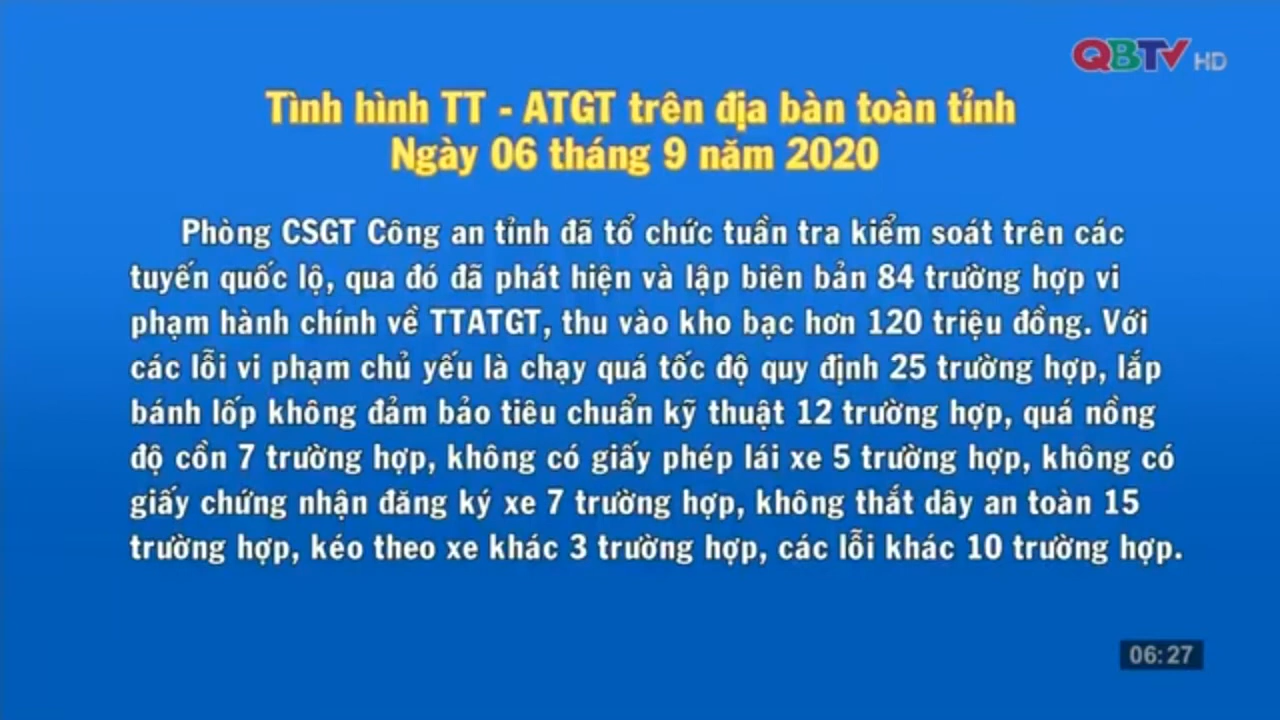 QBTV HD
Tình hình TT - ATGT trên địa bàn toàn tỉnh
Ngày 06 tháng 9 năm 2020
Phòng CSGT Công an tỉnh đã tổ chức tuần tra kiểm soát trên các
tuyến quốc lộ, qua đó đã phát hiện và lập biên bản 84 trường hợp vi
phạm hành chính về TTATGT, thu vào kho bạc hơn 120 triệu đồng. Với
các lỗi vi phạm chủ yếu là chạy quá tốc độ quy định 25 trường hợp, lắp
bánh lốp không đảm bảo tiêu chuẩn kỹ thuật 12 trường hợp, quá nồng
độ cồn 7 trường hợp, không có giấy phép lái xe 5 trường hợp, không có
giấy chứng nhận đăng ký xe 7 trường hợp, không thắt dây an toàn 15
trường hợp, kéo theo xe khác 3 trường hợp, các lỗi khác 10 trường hợp.
06:27